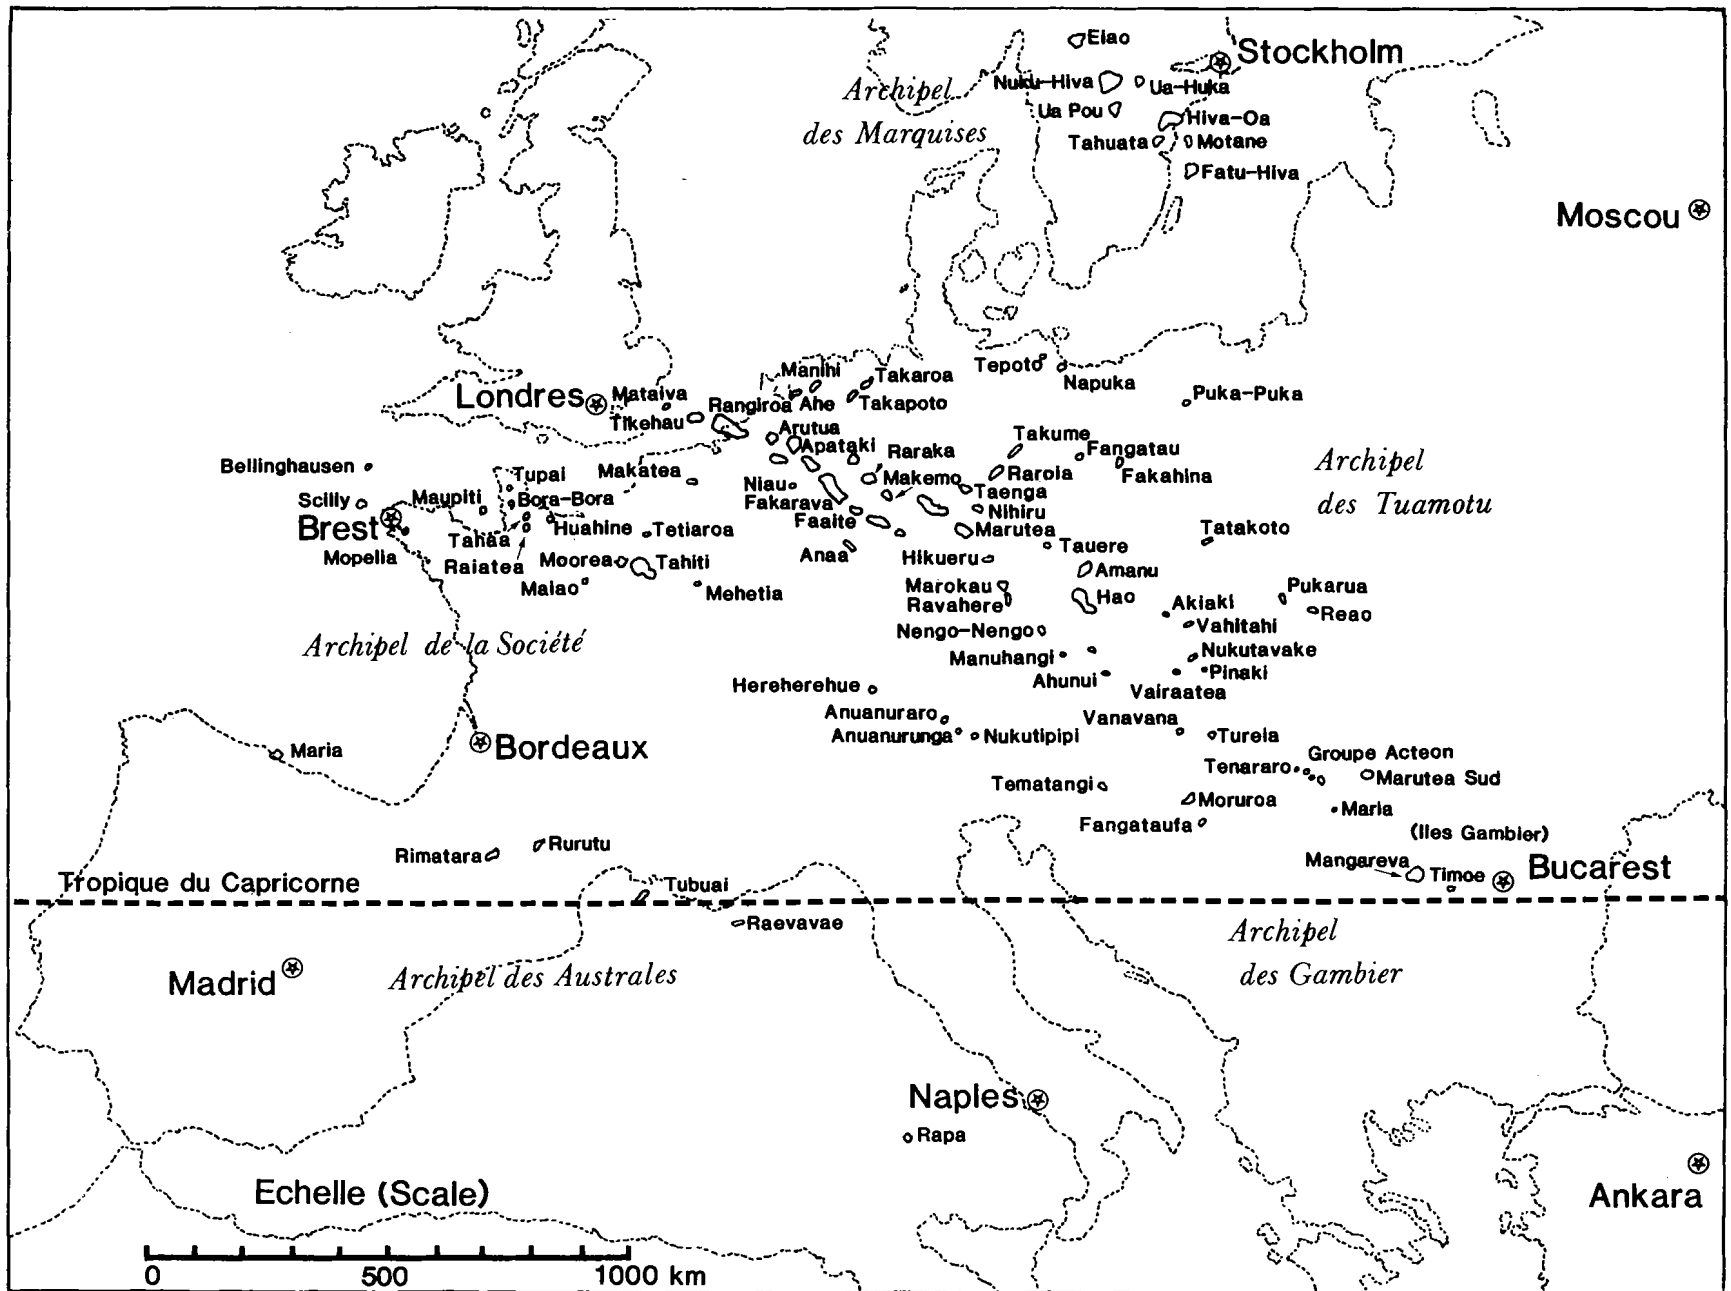 Eiao
Stockholm
Archipel
des Marquises
Nuku-Hiva
Ua-Huka
Ua Pou
Hiva-Oa
Tahuata
Motane
Fatu-Hiva
Moscou
Tepoto
Napuka
Puka-Puka
Manihi
Takaroa
Londres
Mataiva
Rangiroa
Ahe
Takapoto
Tikehau
Arutua
Apataki
Takume
Fangatau
Raraka
Archipel
des Tuamotu
Bellinghausen
Tupai
Makatea
Niau
Makemo
Raroia
Fakahina
Scilly
Maupiti
Bora-Bora
Fakarava
Taenga
Nihiru
Brest
Huahine
Tetiaroa
Faaite
Marutea
Tatakoto
Tahaa
Mopelia
Raiatea
Moorea
Tahiti
Anaa
Hikueru
Tauere
Amanu
Maiao
Mehetia
Marokau
Ravahere
Hao
Akiaki
Pukarua
Reao
Vahitahi
Archipel de la Société
Nengo-Nengo
Manuhangi
Nukutavake
Pinaki
Ahunui
Vairaatea
Hereherehue
Anuanuraro
Vanavana
Anuanurunga
Nukutipipi
Tureia
Maria
Bordeaux
Groupe Acteon
Tenararo
Marutea Sud
Tematangi
Moruroa
Maria
Fangataufa
(Iles Gambier)
Rimatara
Rurutu
Mangareva
Timoe
Bucarest
Tropique du Capricorne
Tubuai
Raevavae
Archipel
des Gambier
Madrid
Archipel des Australes
Naples
Rapa
Echelle (Scale)
Ankara
0 500 1000 km